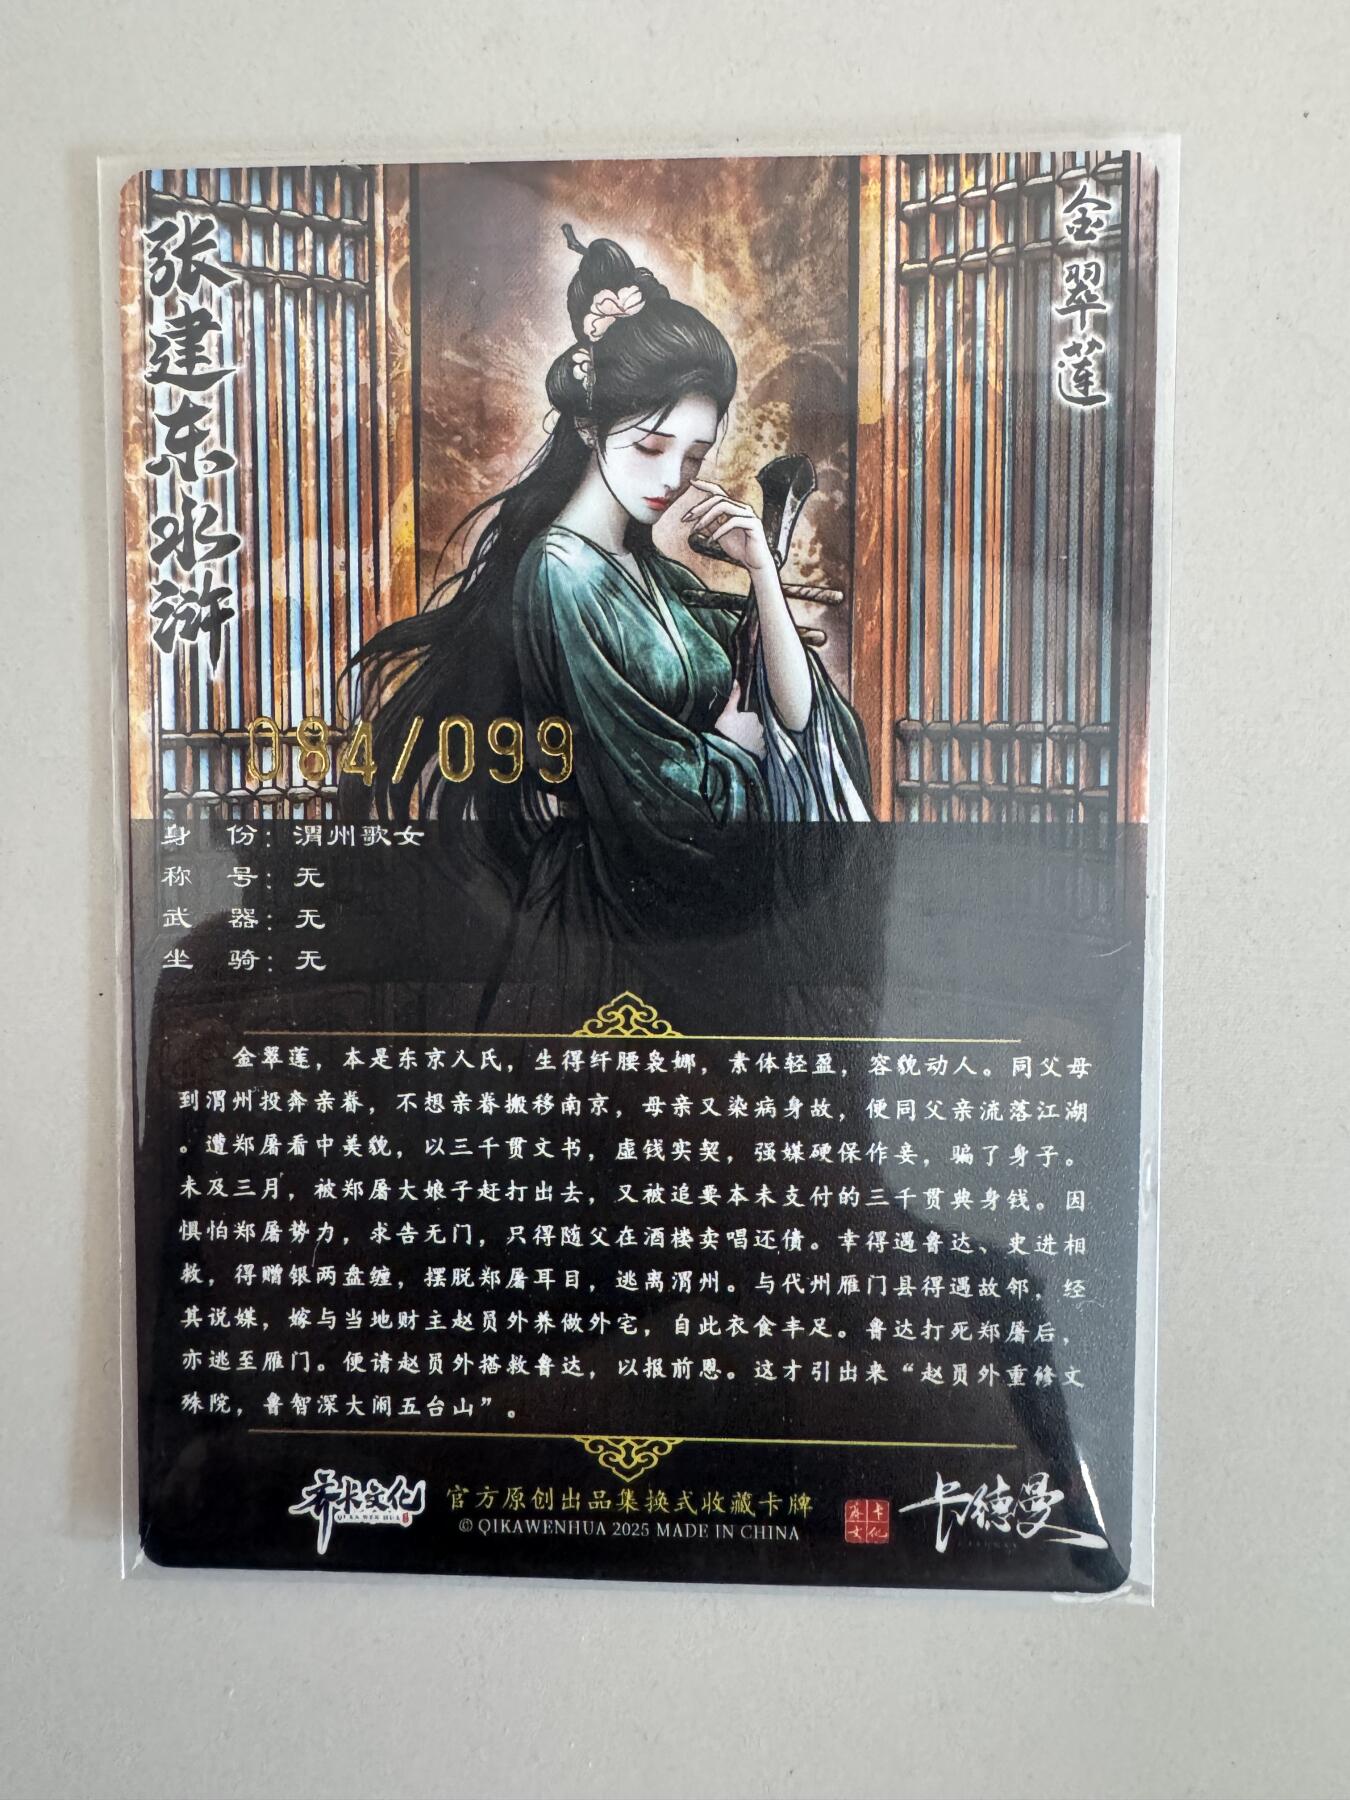 张建东水浒
金翠莲
084/099
身　份：渭州歌女
称　号：无
武　器：无
坐　骑：无
金翠莲，本是东京人氏，生得纤腰袅娜，素体轻盈，容貌动人。同父母
到渭州投奔亲眷，不想亲眷搬移南京，母亲又染病身故，便同父亲流落江湖
。遭郑屠看中美貌，以三千贯文书，虚钱实契，强媒硬保作妾，骗了身子。
未及三月，被郑屠大娘子赶打出去，又被追要本未支付的三千贯典身钱。因
惧怕郑屠势力，求告无门，只得随父在酒楼卖唱还债。幸得遇鲁达、史进相
救，得赠银两盘缠，摆脱郑屠耳目，逃离渭州。与代州雁门县得遇故邻，经
其说媒，嫁与当地财主赵员外养做外宅，自此衣食丰足。鲁达打死郑屠后，
亦逃至雁门。便请赵员外搭救鲁达，以报前恩。这才引出来“赵员外重修文
殊院，鲁智深大闹五台山”。
齐卡文化
QI KA WEN HUA
官方原创出品集换式收藏卡牌
© QIKAWENHUA 2025 MADE IN CHINA
卡德曼